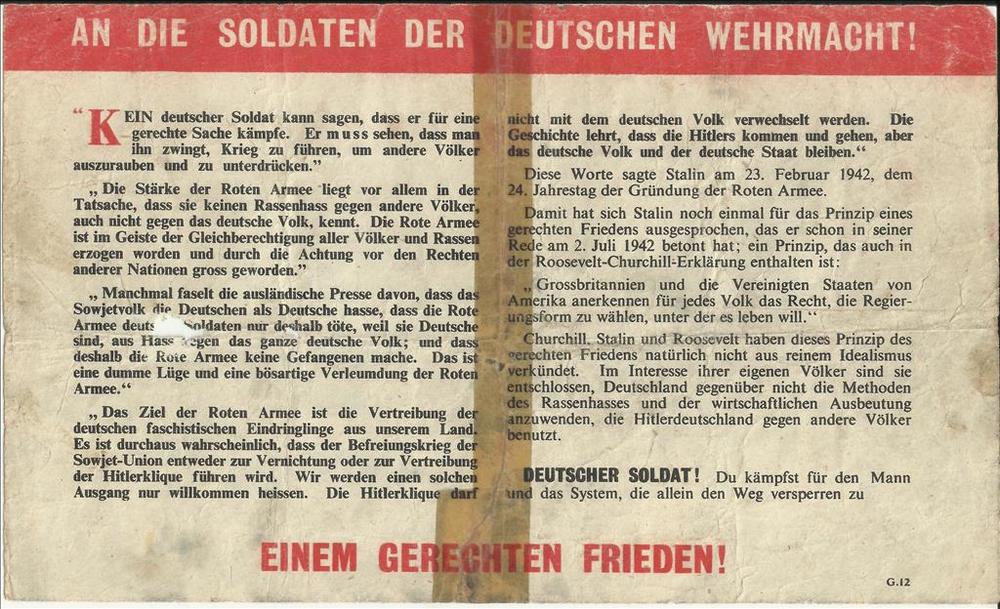 AN DIE SOLDATEN DER DEUTSCHEN WEHRMACHT!
“KEIN deutscher Soldat kann sagen, dass er für eine
gerechte Sache kämpfe. Er muss sehen, dass man
ihn zwingt, Krieg zu führen, um andere Völker
auszurauben und zu unterdrücken.”
„ Die Stärke der Roten Armee liegt vor allem in der
Tatsache, dass sie keinen Rassenhass gegen andere Völker,
auch nicht gegen das deutsche Volk, kennt. Die Rote Armee
ist im Geiste der Gleichberechtigung aller Völker und Rassen
erzogen worden und durch die Achtung vor den Rechten
anderer Nationen gross geworden.”
„ Manchmal faselt die ausländische Presse davon, dass das
Sowjetvolk die Deutschen als Deutsche hasse, dass die Rote
Armee deuts Soldaten nur deshalb töte, weil sie Deutsche
sind, aus Hass gegen das ganze deutsche Volk; und dass
deshalb die Rote Armee keine Gefangenen mache. Das ist
eine dumme Lüge und eine bösartige Verleumdung der Roten
Armee.“
„ Das Ziel der Roten Armee ist die Vertreibung der
deutschen faschistischen Eindringlinge aus unserem Land.
Es ist durchaus wahrscheinlich, dass der Befreiungskrieg der
Sowjet-Union entweder zur Vernichtung oder zur Vertreibung
der Hitlerklique führen wird. Wir werden einen solchen
Ausgang nur willkommen heissen. Die Hitlerklique darf
nicht mit dem deutschen Volk verwechselt werden. Die
Geschichte lehrt, dass die Hitlers kommen und gehen, aber
das deutsche Volk und der deutsche Staat bleiben.“
Diese Worte sagte Stalin am 23. Februar 1942, dem
24. Jahrestag der Gründung der Roten Armee.
Damit hat sich Stalin noch einmal für das Prinzip eines
gerechten Friedens ausgesprochen, das er schon in seiner
Rede am 2. Juli 1942 betont hat; ein Prinzip, das auch in
der Roosevelt-Churchill-Erklärung enthalten ist:
„ Grossbritannien und die Vereinigten Staaten von
Amerika anerkennen für jedes Volk das Recht, die Regier-
ungsform zu wählen, unter der es leben will.“
Churchill, Stalin und Roosevelt haben dieses Prinzip des
gerechten Friedens natürlich nicht aus reinem Idealismus
verkündet. Im Interesse ihrer eigenen Völker sind sie
entschlossen, Deutschland gegenüber nicht die Methoden
des Rassenhasses und der wirtschaftlichen Ausbeutung
anzuwenden, die Hitlerdeutschland gegen andere Völker
benutzt.
DEUTSCHER SOLDAT! Du kämpfst für den Mann
und das System, die allein den Weg versperren zu
EINEM GERECHTEN FRIEDEN!
G.12